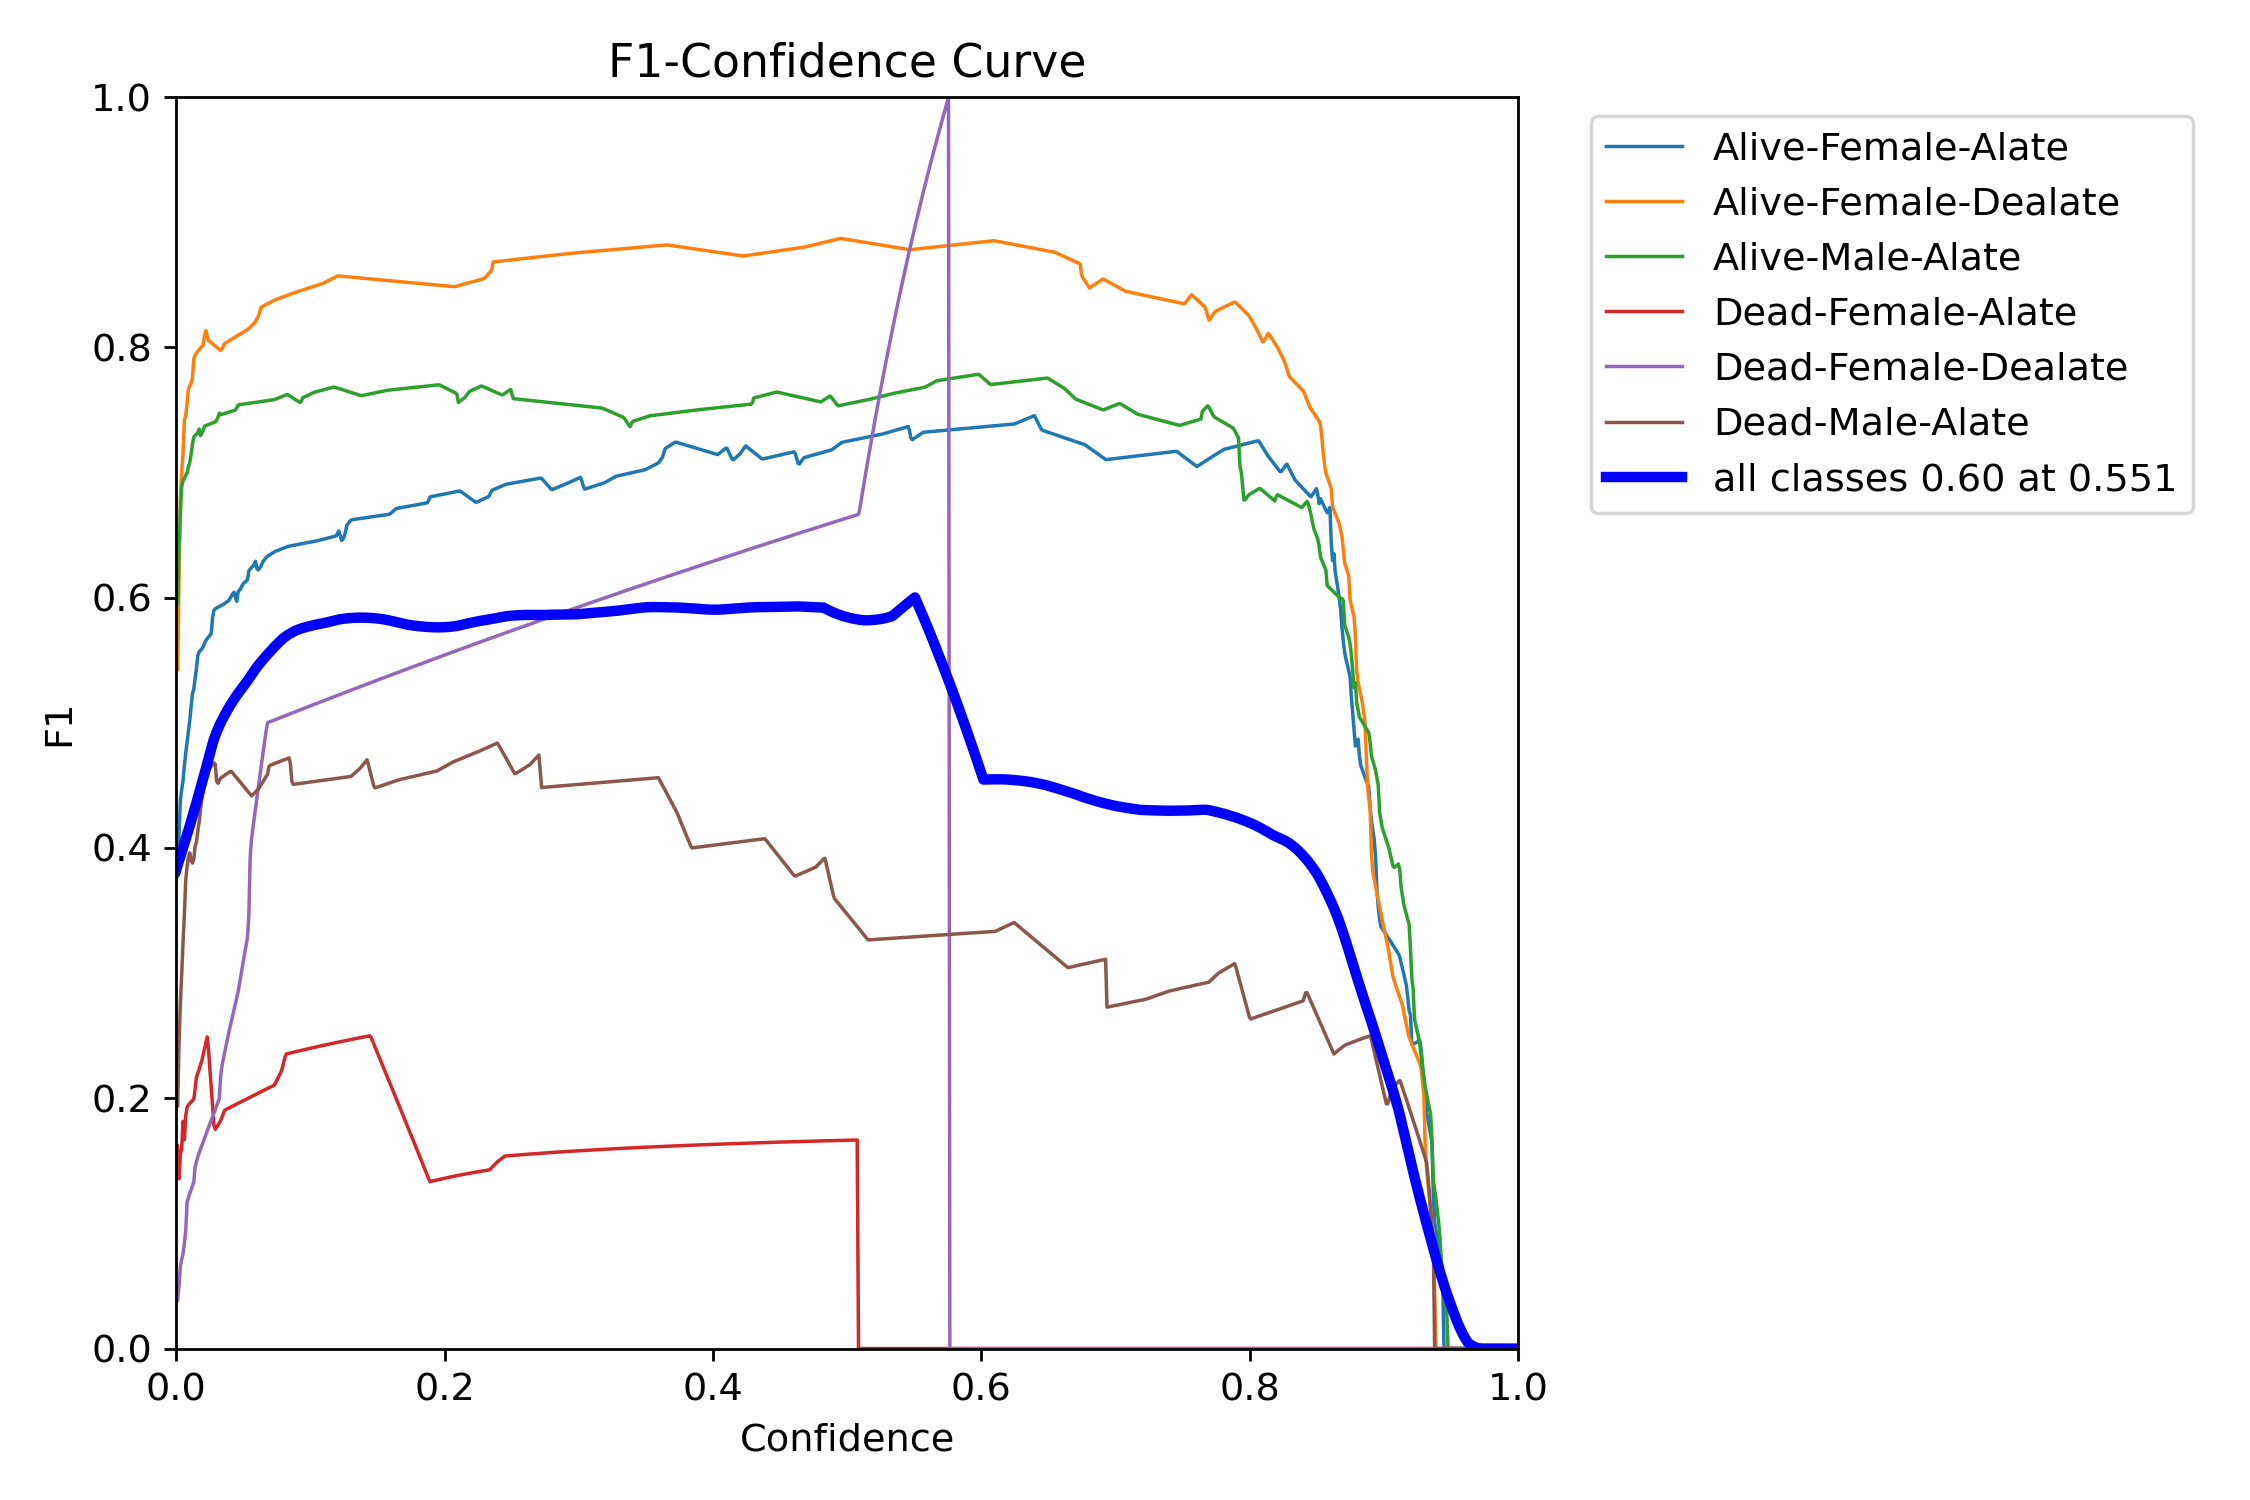 F1-Confidence Curve
1.0
0.8
0.6
0.4
0.2
0.0
F1
0.0 0.2 0.4 0.6 0.8 1.0
Confidence
Alive-Female-Alate
Alive-Female-Dealate
Alive-Male-Alate
Dead-Female-Alate
Dead-Female-Dealate
Dead-Male-Alate
all classes 0.60 at 0.551